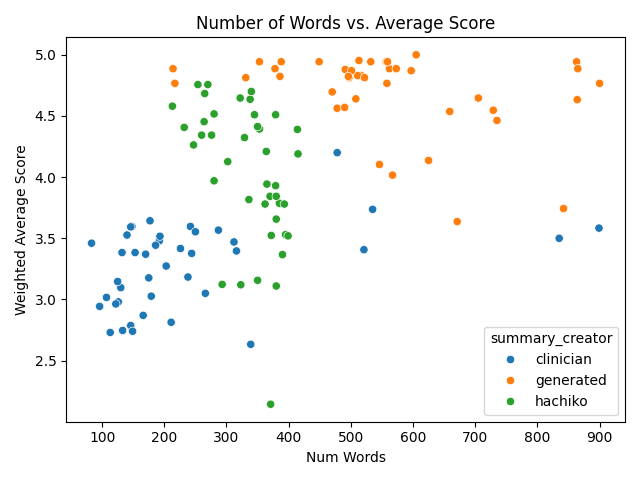 Number of Words vs. Average Score
Weighted Average Score
5.0
4.5
4.0
3.5
3.0
2.5
summary_creator
clinician
generated
hachiko
100 200 300 400 500 600 700 800 900
Num Words